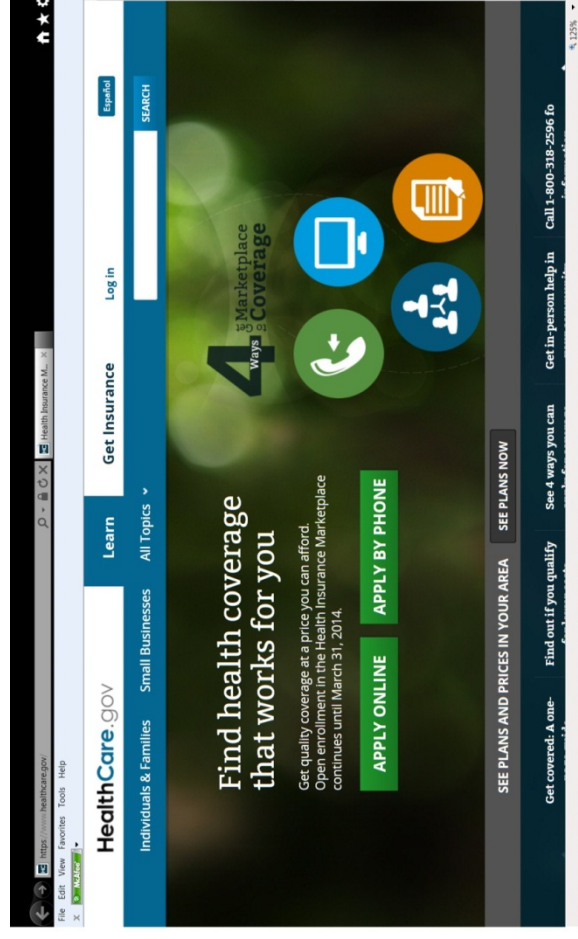 https://www.healthcare.gov/
Health Insurance M...
File Edit View Favorites Tools Help
McAfee
HealthCare.gov
Learn
Get Insurance
Log in
Español
Individuals & Families
Small Businesses
All Topics
SEARCH
Find health coverage
that works for you
Get quality coverage at a price you can afford.
Open enrollment in the Health Insurance Marketplace
continues until March 31, 2014.
APPLY ONLINE
APPLY BY PHONE
4 Ways to Get Marketplace
Coverage
SEE PLANS AND PRICES IN YOUR AREA
SEE PLANS NOW
Get covered: A one-
Find out if you qualify
See 4 ways you can
Get in-person help in
Call 1-800-318-2596 fo
125%